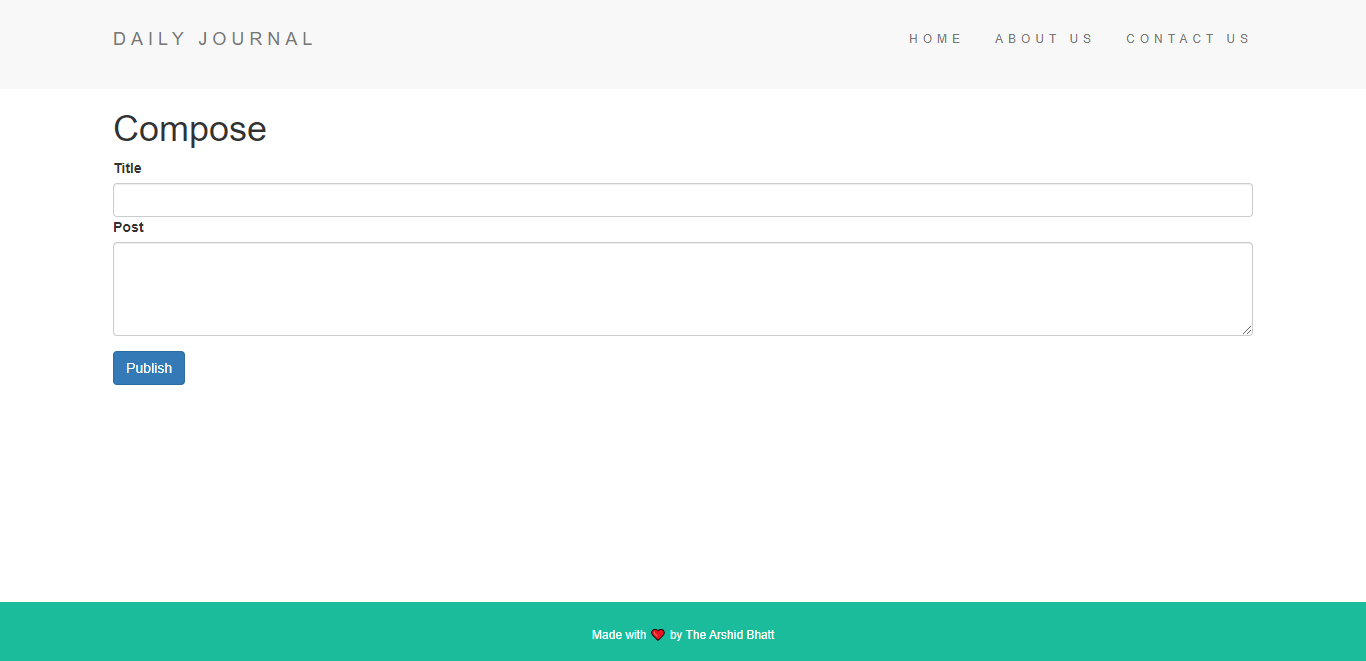 DAILY JOURNAL HOME ABOUT US CONTACT US
Compose
Title
Post
Publish
Made with ❤ by The Arshid Bhatt